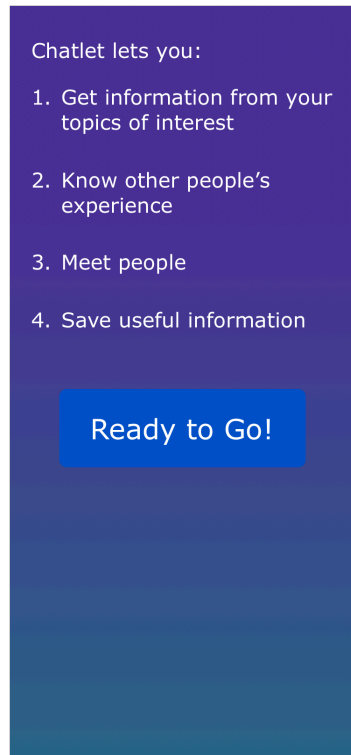 Chatlet lets you:
1. Get information from your
topics of interest
2. Know other people’s
experience
3. Meet people
4. Save useful information
Ready to Go!